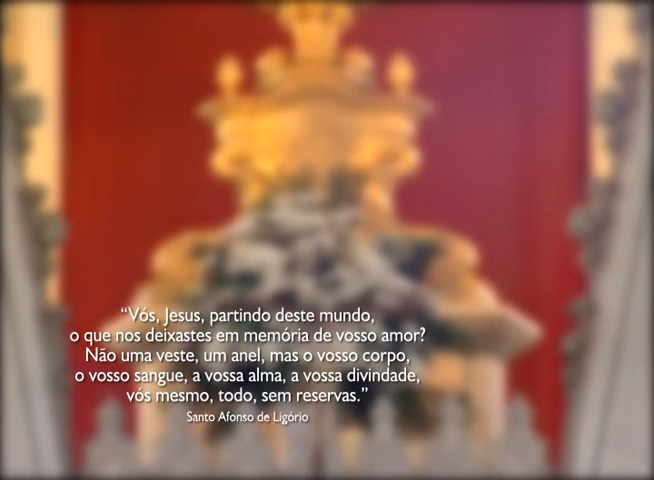 “Vós, Jesus, partindo deste mundo,
o que nos deixastes em memória de vosso amor?
Não uma veste, um anel, mas o vosso corpo,
o vosso sangue, a vossa alma, a vossa divindade,
vós mesmo, todo, sem reservas.”
Santo Afonso de Ligório